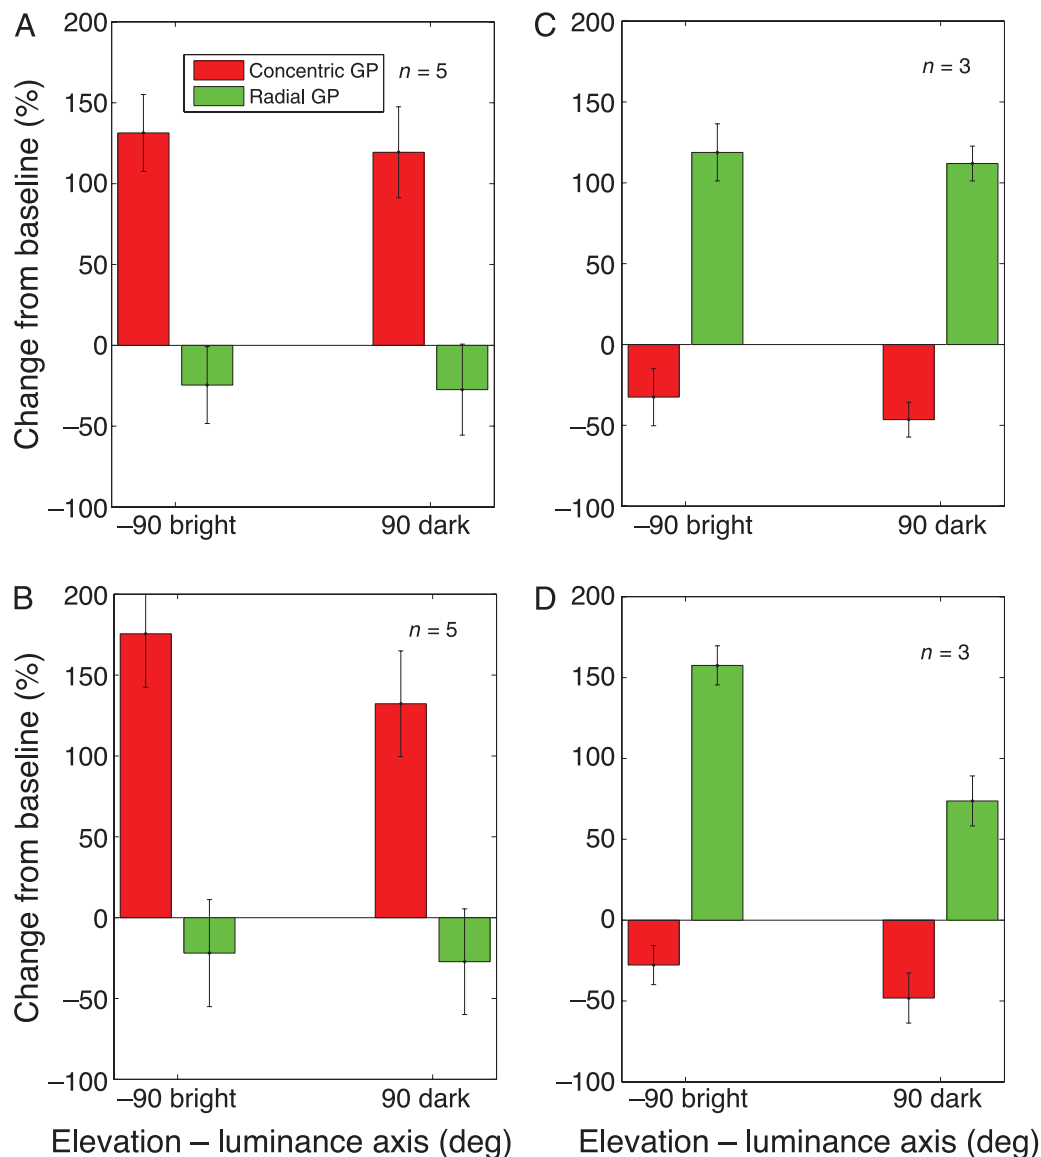 A
200
150
100
50
0
−50
−100
Change from baseline (%)
Concentric GP
Radial GP
n = 5
−90 bright
90 dark
C
200
150
100
50
0
−50
−100
Change from baseline (%)
n = 3
−90 bright
90 dark
B
200
150
100
50
0
−50
−100
Change from baseline (%)
n = 5
−90 bright
90 dark
Elevation – luminance axis (deg)
D
200
150
100
50
0
−50
−100
n = 3
−90 bright
90 dark
Elevation – luminance axis (deg)